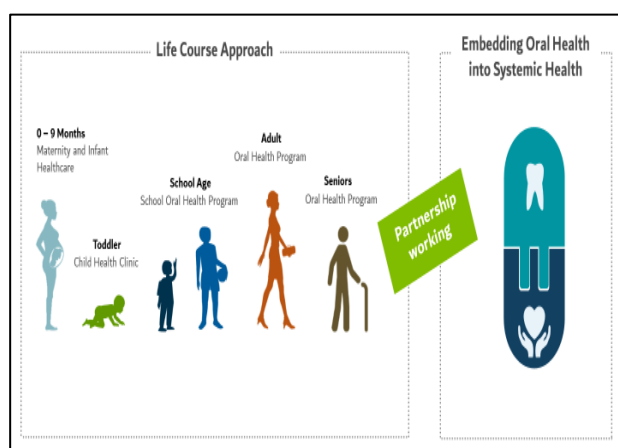 Life Course Approach
Embedding Oral Health
into Systemic Health
0 – 9 Months
Maternity and Infant
Healthcare
Toddler
Child Health Clinic
School Age
School Oral Health Program
Adult
Oral Health Program
Seniors
Oral Health Program
Partnership
working